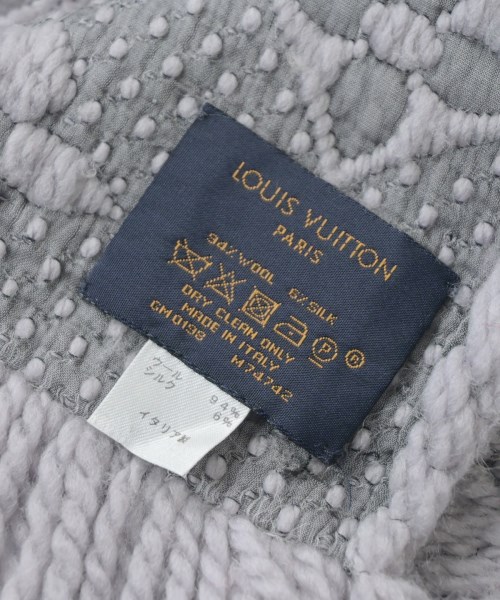 LOUIS VUITTON
PARIS
94% WOOL 6% SILK
®
DRY CLEAN ONLY
MADE IN ITALY
GM0193 M74742
ウール 94%
シルク 6%
イタリア製